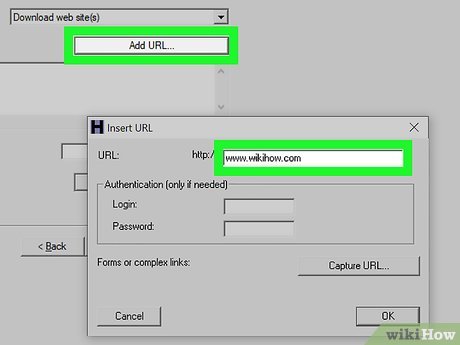 Download web site(s)
Add URL...
Insert URL
URL: http:/ www.wikihow.com
Authentication (only if needed)
Login:
Password:
< Back
Forms or complex links: Capture URL...
Cancel OK
wikiHow